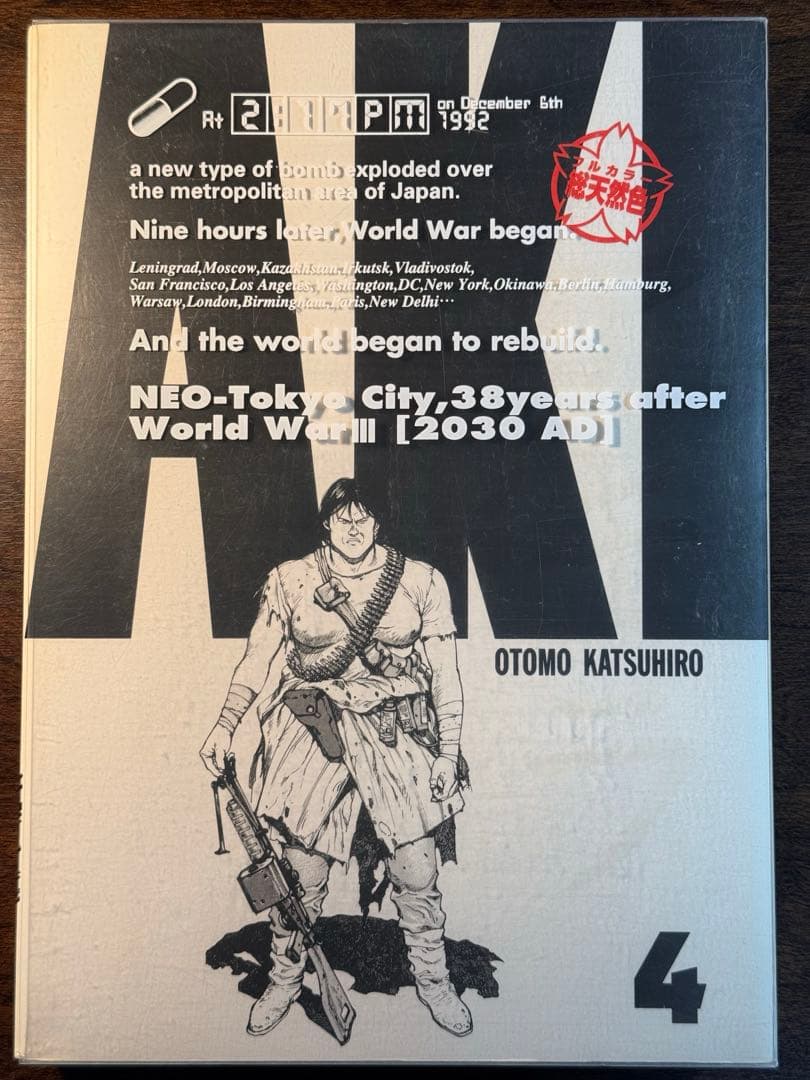 AKI
At 2:17PM on December 6th 1992
a new type of bomb exploded over
the metropolitan area of Japan.
フルカラー
総天然色
Nine hours later,World War began.
Leningrad,Moscow,Kazakhstan,Irkutsk,Vladivostok,
San Francisco,Los Angeles,Washington,DC,New York,Okinawa,Berlin,Hamburg,
Warsaw,London,Birmingham,Paris,New Delhi…
And the world began to rebuild.
NEO-Tokyo City,38years after
World WarⅢ [2030 AD]
OTOMO KATSUHIRO
4